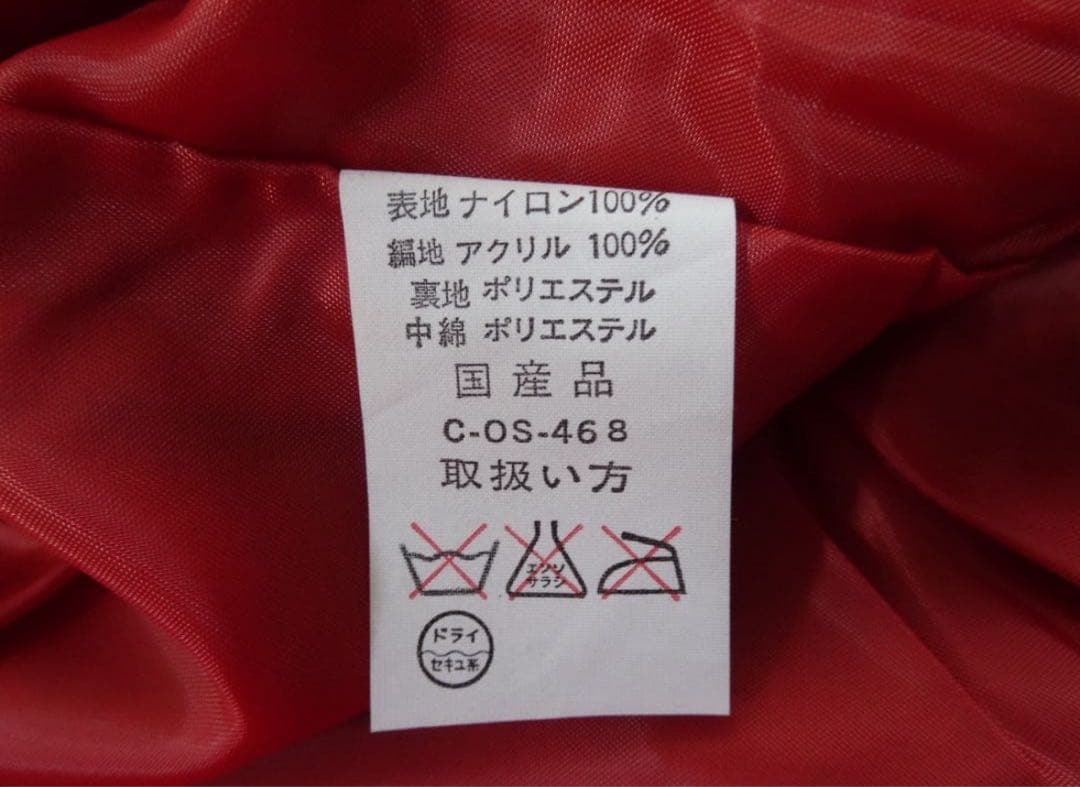 表地 ナイロン100%
編地 アクリル 100%
裏地 ポリエステル
中綿 ポリエステル
国産品
C-OS-468
取扱い方
エンソ
サラシ
ドライ
セキユ系